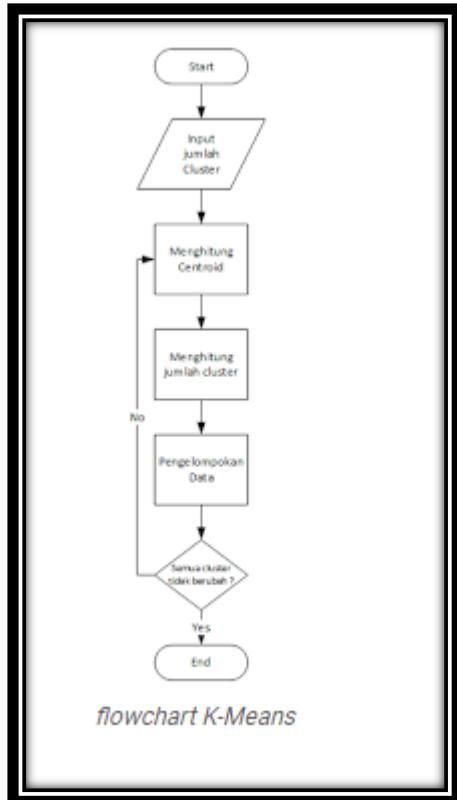 Start
Input
jumlah
Cluster
Menghitung
Centroid
Menghitung
jumlah cluster
No
Pengelompokan
Data
Semua cluster
tidak berubah ?
Yes
End
flowchart K-Means